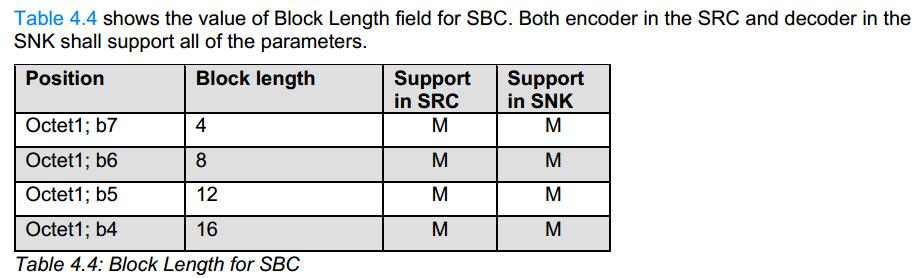 Table 4.4 shows the value of Block Length field for SBC. Both encoder in the SRC and decoder in the
SNK shall support all of the parameters.
Position Block length Support in SRC Support in SNK
Octet1; b7 4 M M
Octet1; b6 8 M M
Octet1; b5 12 M M
Octet1; b4 16 M M
Table 4.4: Block Length for SBC